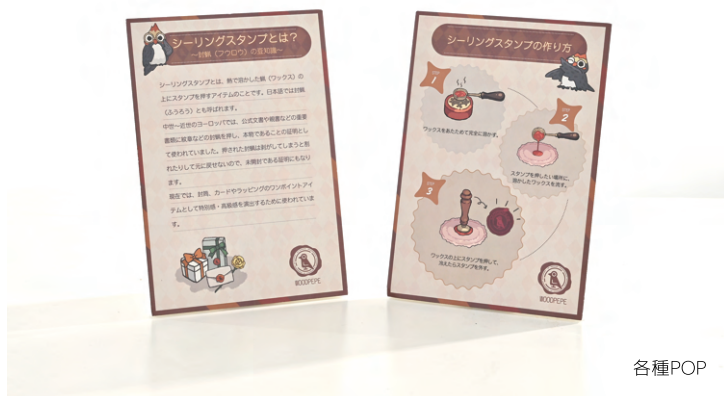 シーリングスタンプとは？
～封蝋（フウロウ）の豆知識～
シーリングスタンプとは、熱で溶かした蝋（ワックス）の
上にスタンプを押すアイテムのことです。日本語では封蝋
（ふうろう）とも呼ばれます。
中世～近世のヨーロッパでは、公式文書や親書などの重要
書類に紋章などの封蝋を押し、本物であることの証明とし
て使われていました。押された封蝋は剥がしてしまうと割
れたりして元に戻せないので、未開封である証明にもなり
ます。
現在では、封筒、カードやラッピングのワンポイントアイ
テムとして特別感・高級感を演出するために使われていま
す。
WOODPEPE
シーリングスタンプの作り方
1
ワックスをあたためて完全に溶かす。
2
スタンプを押したい場所に、
溶かしたワックスを垂らす。
3
ワックスの上にスタンプを押して、
冷えたらスタンプを外す。
WOODPEPE
各種POP